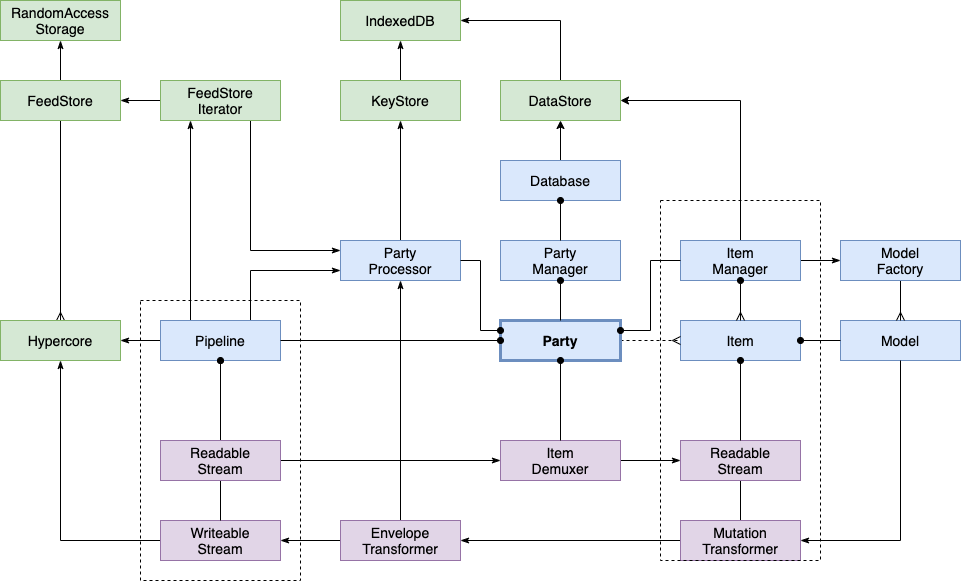 RandomAccess
Storage
IndexedDB
FeedStore
FeedStore
Iterator
KeyStore
DataStore
Database
Party
Processor
Party
Manager
Item
Manager
Model
Factory
Hypercore
Pipeline
Party
Item
Model
Readable
Stream
Item
Demuxer
Readable
Stream
Writeable
Stream
Envelope
Transformer
Mutation
Transformer